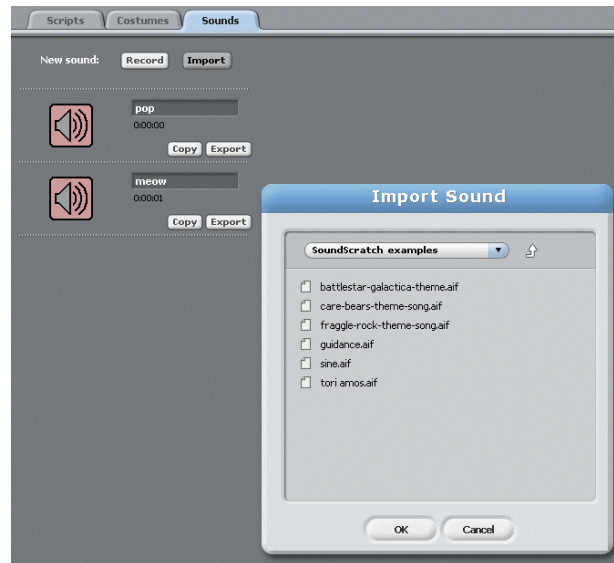 Scripts Costumes Sounds
New sound: Record Import
pop
0:00:00
Copy Export
meow
0:00:01
Copy Export
Import Sound
SoundScratch examples
battlestar-galactica-theme.aif
care-bears-theme-song.aif
fraggle-rock-theme-song.aif
guidance.aif
sine.aif
tori amos.aif
OK Cancel